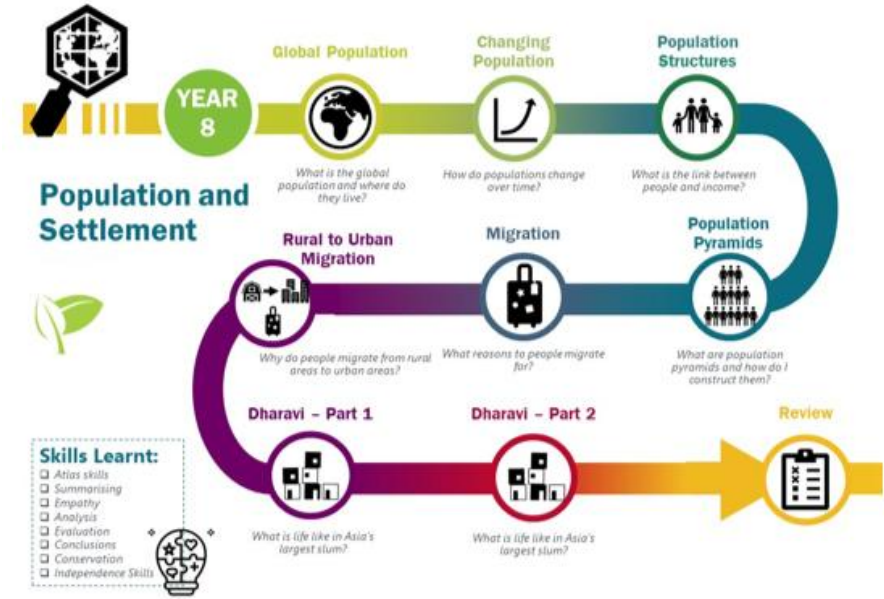 Global Population
Changing
Population
Population
Structures
YEAR
8
What is the global
population and where do
they live?
How do populations change
over time?
What is the link between
people and income?
Population and
Settlement
Rural to Urban
Migration
Migration
Population
Pyramids
Why do people migrate from rural
areas to urban areas?
What reasons to people migrate
for?
What are population
pyramids and how do I
construct them?
Dharavi – Part 1
Dharavi – Part 2
Review
What is life like in Asia's
largest slum?
What is life like in Asia's
largest slum?
Skills Learnt:
❑ Atlas skills
❑ Summarising
❑ Empathy
❑ Analysis
❑ Evaluation
❑ Conclusions
❑ Conservation
❑ Independence Skills